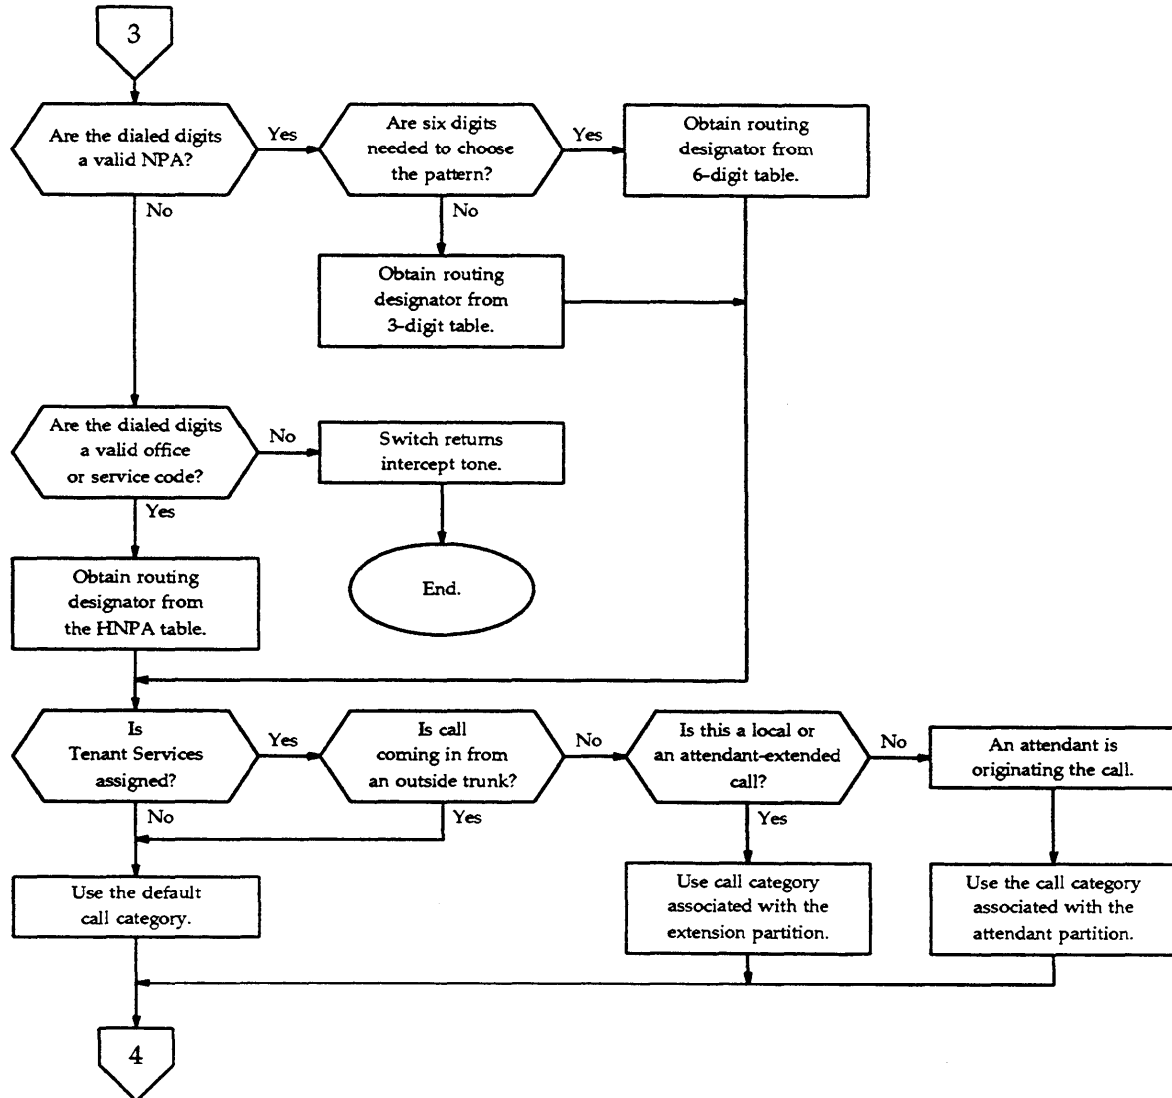 3
Are the dialed digits
a valid NPA?
Yes
Are six digits
needed to choose
the pattern?
Yes
Obtain routing
designator from
6-digit table.
No
No
Obtain routing
designator from
3-digit table.
Are the dialed digits
a valid office
or service code?
No
Switch returns
intercept tone.
Yes
End.
Obtain routing
designator from
the HNPA table.
Is
Tenant Services
assigned?
Yes
Is call
coming in from
an outside trunk?
No
Is this a local or
an attendant-extended
call?
No
An attendant is
originating the call.
No
Yes
Yes
Use the default
call category.
Use call category
associated with the
extension partition.
Use the call category
associated with the
attendant partition.
4